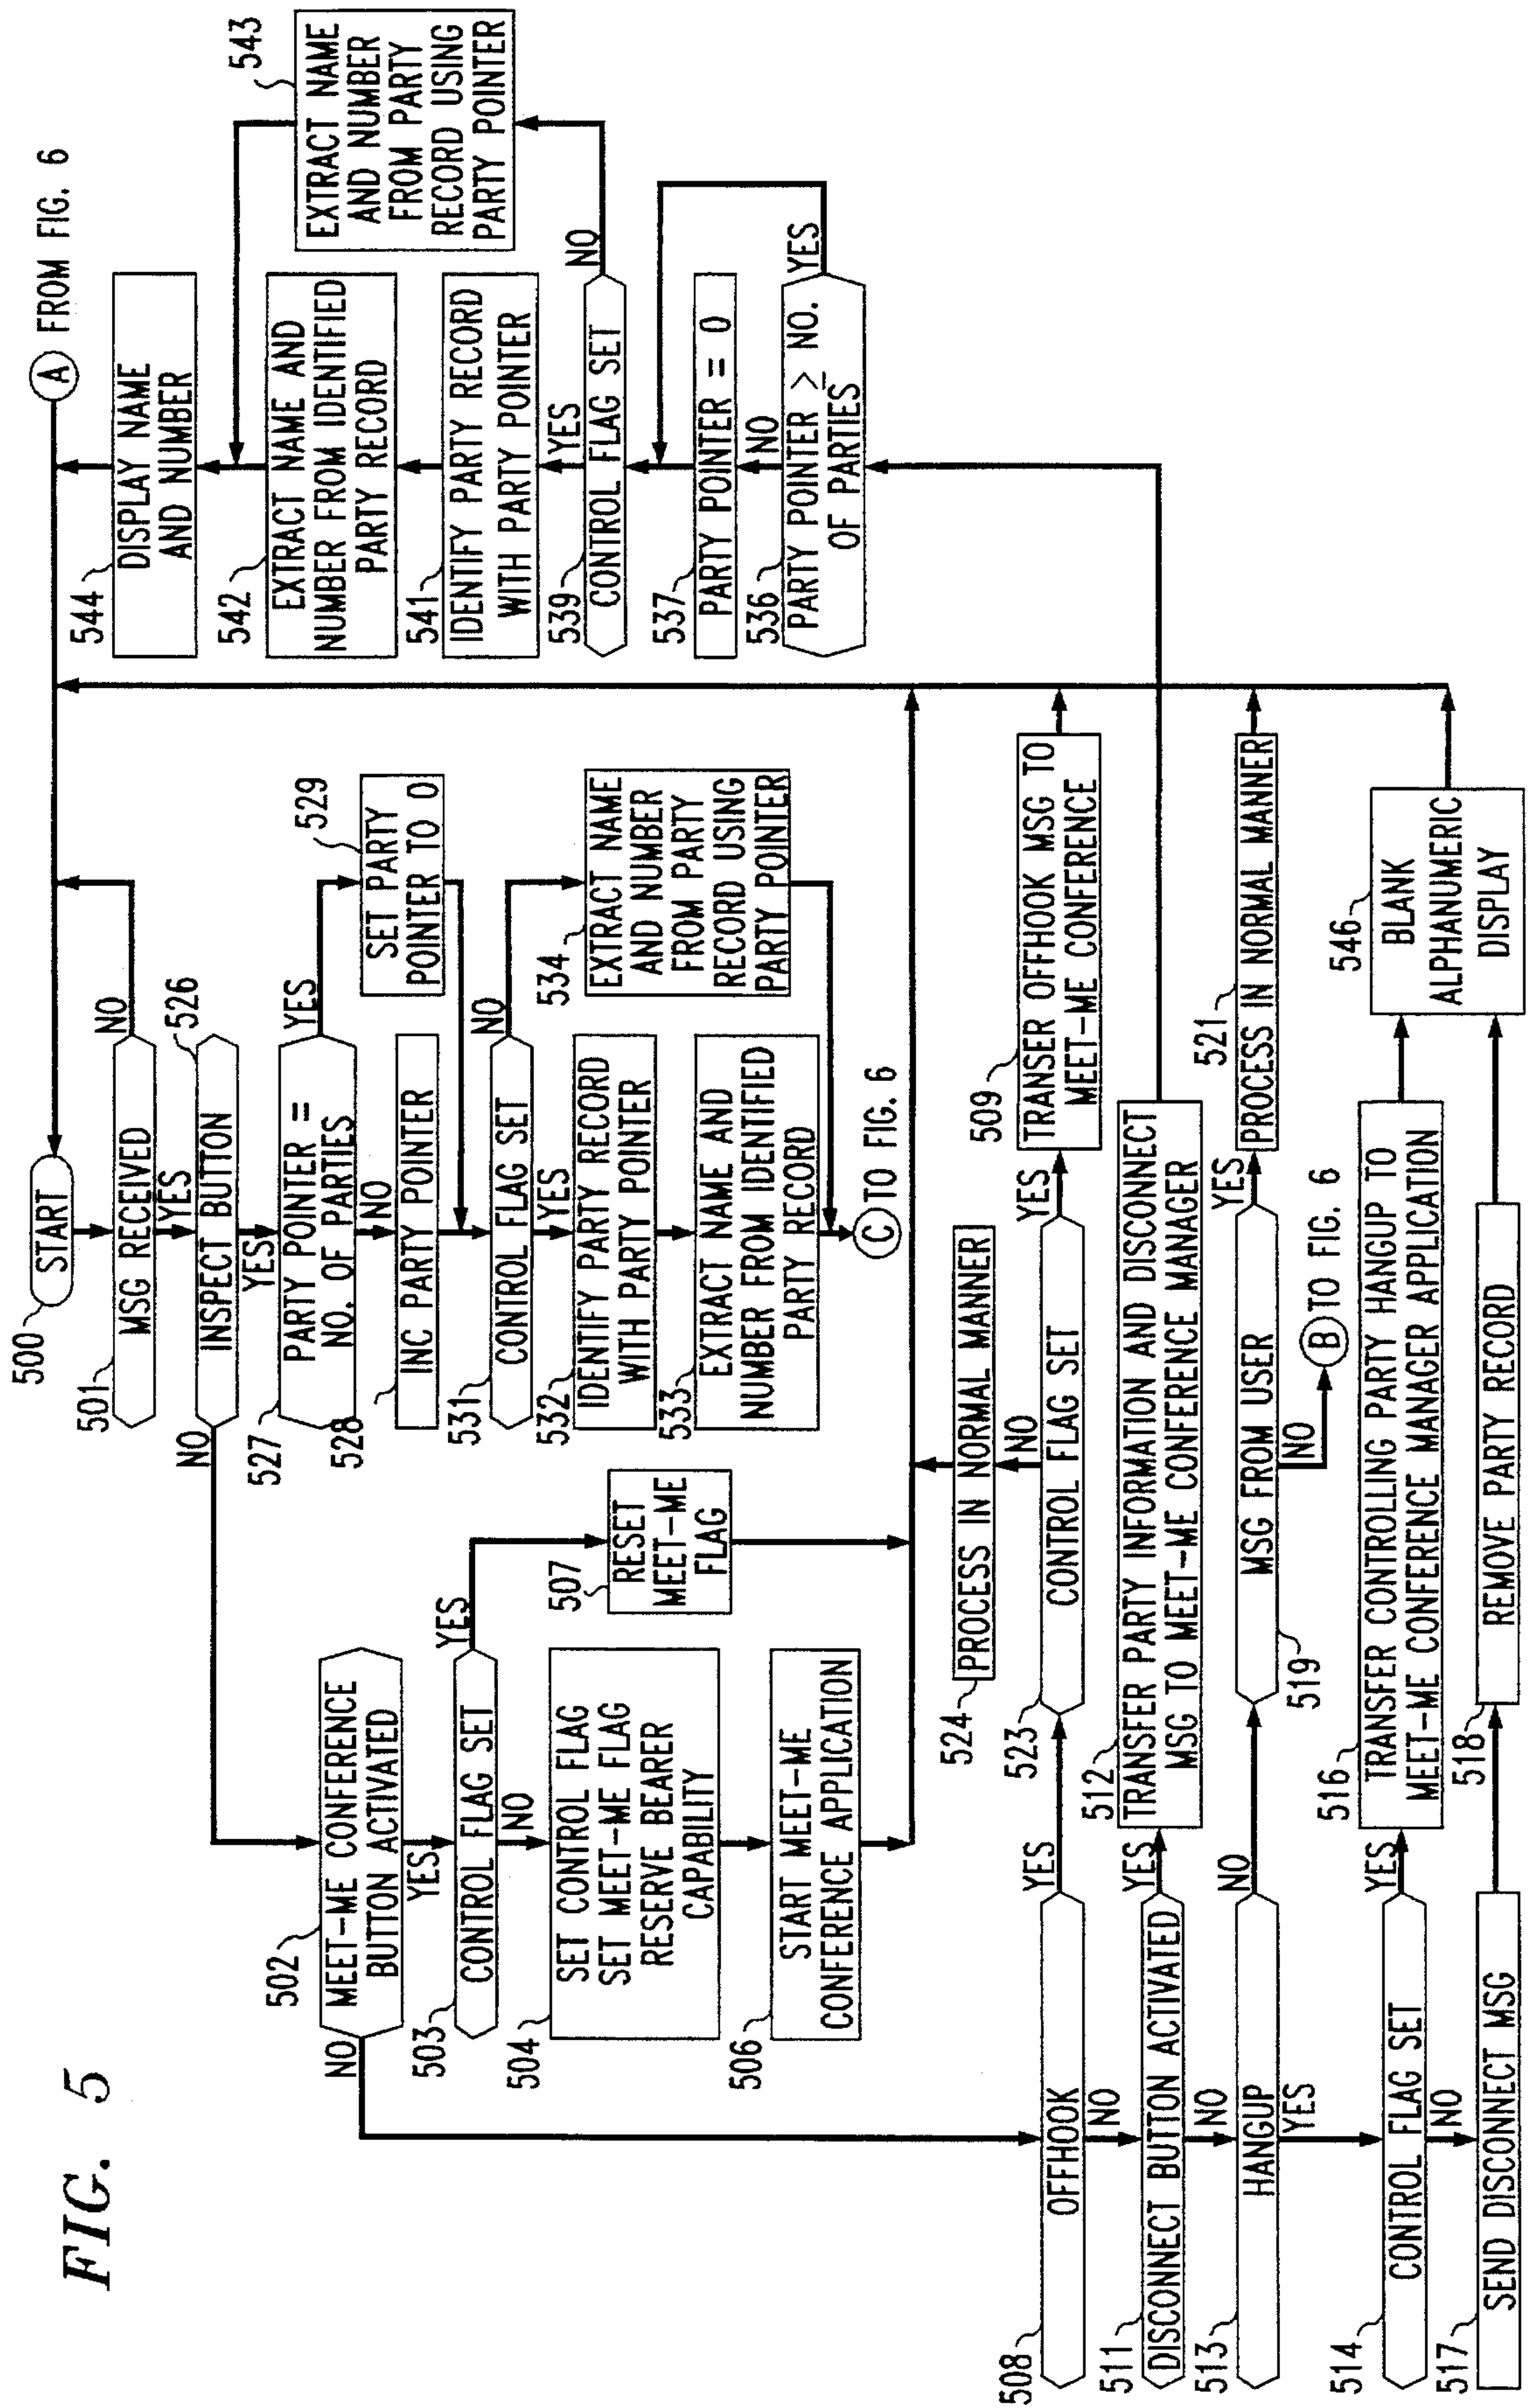 FIG. 5
500
START
501
MSG RECEIVED
NO
YES
526
INSPECT BUTTON
NO
YES
527
PARTY POINTER =
NO. OF PARTIES
YES
NO
529
SET PARTY
POINTER TO 0
528
INC PARTY POINTER
531
CONTROL FLAG SET
NO
YES
532
IDENTIFY PARTY RECORD
WITH PARTY POINTER
533
EXTRACT NAME AND
NUMBER FROM IDENTIFIED
PARTY RECORD
534
EXTRACT NAME
AND NUMBER
FROM PARTY
RECORD USING
PARTY POINTER
C TO FIG. 6
502
MEET-ME CONFERENCE
BUTTON ACTIVATED
NO
YES
503
CONTROL FLAG SET
YES
NO
504
SET CONTROL FLAG
SET MEET-ME FLAG
RESERVE BEARER
CAPABILITY
507
RESET
MEET-ME
FLAG
506
START MEET-ME
CONFERENCE APPLICATION
508
OFFHOOK
YES
NO
523
CONTROL FLAG SET
NO
YES
524
PROCESS IN NORMAL MANNER
509
TRANSER OFFHOOK MSG TO
MEET-ME CONFERENCE
511
DISCONNECT BUTTON ACTIVATED
YES
NO
512
TRANSFER PARTY INFORMATION AND DISCONNECT
MSG TO MEET-ME CONFERENCE MANAGER
513
HANGUP
NO
YES
519
MSG FROM USER
YES
NO
B TO FIG. 6
521
PROCESS IN NORMAL MANNER
514
CONTROL FLAG SET
YES
NO
516
TRANSFER CONTROLLING PARTY HANGUP TO
MEET-ME CONFERENCE MANAGER APPLICATION
517
SEND DISCONNECT MSG
518
REMOVE PARTY RECORD
546
BLANK
ALPHANUMERIC
DISPLAY
A FROM FIG. 6
544
DISPLAY NAME
AND NUMBER
542
EXTRACT NAME AND
NUMBER FROM IDENTIFIED
PARTY RECORD
543
EXTRACT NAME
AND NUMBER
FROM PARTY
RECORD USING
PARTY POINTER
541
IDENTIFY PARTY RECORD
WITH PARTY POINTER
YES
539
CONTROL FLAG SET
NO
537
PARTY POINTER = 0
NO
536
PARTY POINTER ≥ NO.
OF PARTIES
YES